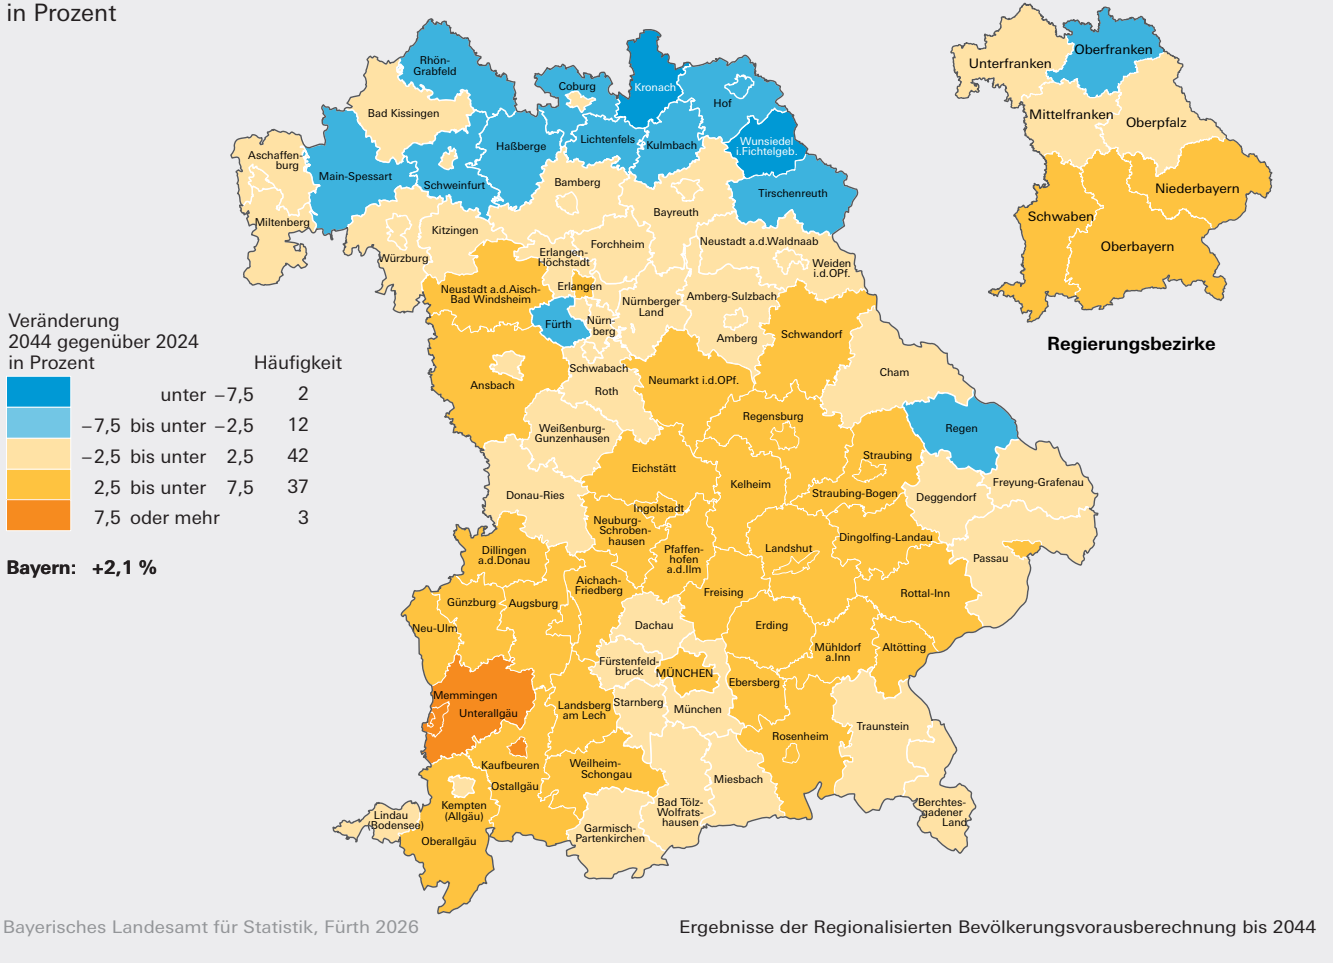 in Prozent
Rhön-
Grabfeld
Coburg
Kronach
Hof
Bad Kissingen
Lichtenfels
Kulmbach
Wunsiedel
i.Fichtelgeb.
Haßberge
Aschaffen-
burg
Main-Spessart
Schweinfurt
Bamberg
Tirschenreuth
Bayreuth
Miltenberg
Kitzingen
Würzburg
Forchheim
Neustadt a.d.Waldnaab
Erlangen-
Höchstadt
Weiden
i.d.OPf.
Erlangen
Neustadt a.d.Aisch-
Bad Windsheim
Nürnberger
Land
Amberg-Sulzbach
Fürth
Nürn-
berg
Amberg
Schwandorf
Schwabach
Roth
Neumarkt i.d.OPf.
Ansbach
Cham
Regensburg
Regen
Weißenburg-
Gunzenhausen
Straubing
Eichstätt
Kelheim
Straubing-Bogen
Deggendorf
Freyung-Grafenau
Donau-Ries
Ingolstadt
Neuburg-
Schroben-
hausen
Pfaffen-
hofen
a.d.Ilm
Landshut
Dingolfing-Landau
Passau
Dillingen
a.d.Donau
Aichach-
Friedberg
Freising
Rottal-Inn
Günzburg
Augsburg
Neu-Ulm
Dachau
Erding
Mühldorf
a.Inn
Altötting
Fürstenfeld-
bruck
MÜNCHEN
Ebersberg
Memmingen
Unterallgäu
Landsberg
am Lech
Starnberg
München
Traunstein
Rosenheim
Kaufbeuren
Ostallgäu
Weilheim-
Schongau
Miesbach
Kempten
(Allgäu)
Bad Tölz-
Wolfrats-
hausen
Berchtes-
gadener
Land
Lindau
(Bodensee)
Garmisch-
Partenkirchen
Oberallgäu
Unterfranken
Oberfranken
Mittelfranken
Oberpfalz
Niederbayern
Schwaben
Oberbayern
Regierungsbezirke
Veränderung
2044 gegenüber 2024
in Prozent Häufigkeit
unter −7,5 2
−7,5 bis unter −2,5 12
−2,5 bis unter 2,5 42
2,5 bis unter 7,5 37
7,5 oder mehr 3
Bayern: +2,1 %
Bayerisches Landesamt für Statistik, Fürth 2026
Ergebnisse der Regionalisierten Bevölkerungsvorausberechnung bis 2044